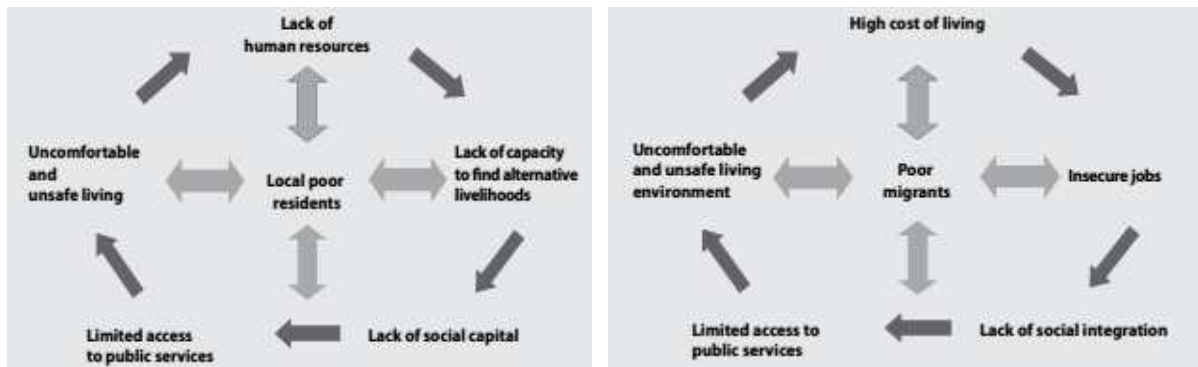 Lack of
human resources
Uncomfortable
and
unsafe living
Local poor
residents
Lack of capacity
to find alternative
livelihoods
Limited access
to public services
Lack of social capital
High cost of living
Uncomfortable
and unsafe living
environment
Poor
migrants
Insecure jobs
Limited access to
public services
Lack of social integration